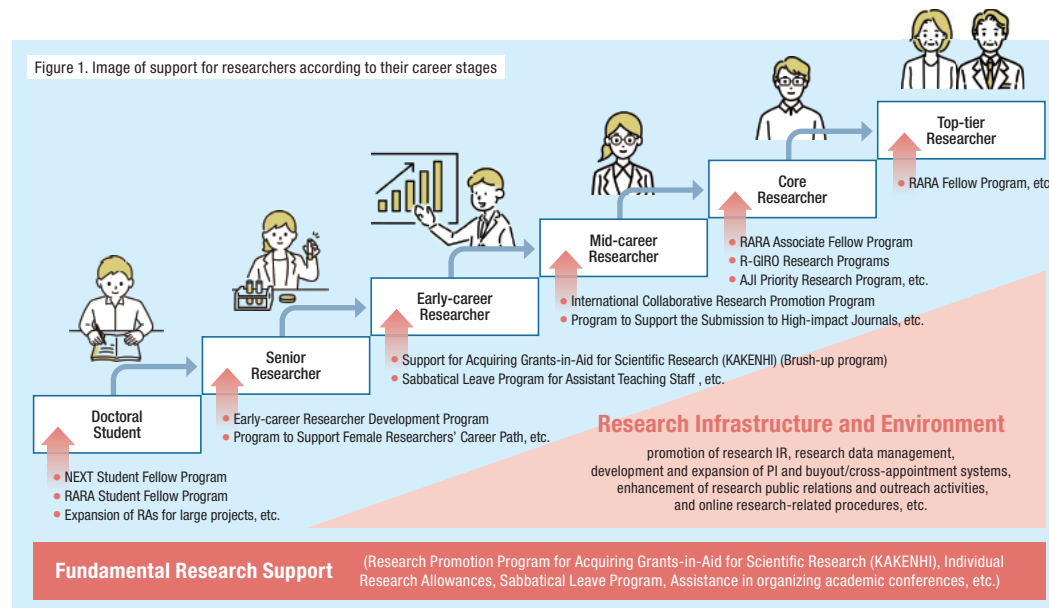 Figure 1. Image of support for researchers according to their career stages
Top-tier
Researcher
• RARA Fellow Program, etc
Core
Researcher
• RARA Associate Fellow Program
• R-GIRO Research Programs
• AJI Priority Research Program, etc.
Mid-career
Researcher
• International Collaborative Research Promotion Program
• Program to Support the Submission to High-impact Journals, etc.
Early-career
Researcher
• Support for Acquiring Grants-in-Aid for Scientific Research (KAKENHI) (Brush-up program)
• Sabbatical Leave Program for Assistant Teaching Staff , etc.
Senior
Researcher
• Early-career Researcher Development Program
• Program to Support Female Researchers’ Career Path, etc.
Doctoral
Student
• NEXT Student Fellow Program
• RARA Student Fellow Program
• Expansion of RAs for large projects, etc.
Research Infrastructure and Environment
promotion of research IR, research data management,
development and expansion of PI and buyout/cross-appointment systems,
enhancement of research public relations and outreach activities,
and online research-related procedures, etc.
Fundamental Research Support
(Research Promotion Program for Acquiring Grants-in-Aid for Scientific Research (KAKENHI), Individual
Research Allowances, Sabbatical Leave Program, Assistance in organizing academic conferences, etc.)